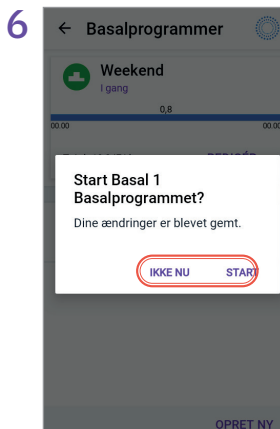 6
Basalprogrammer
Weekend
I gang
0,8
00.00 00.00
Start Basal 1
Basalprogrammet?
Dine ændringer er blevet gemt.
IKKE NU START
OPRET NY